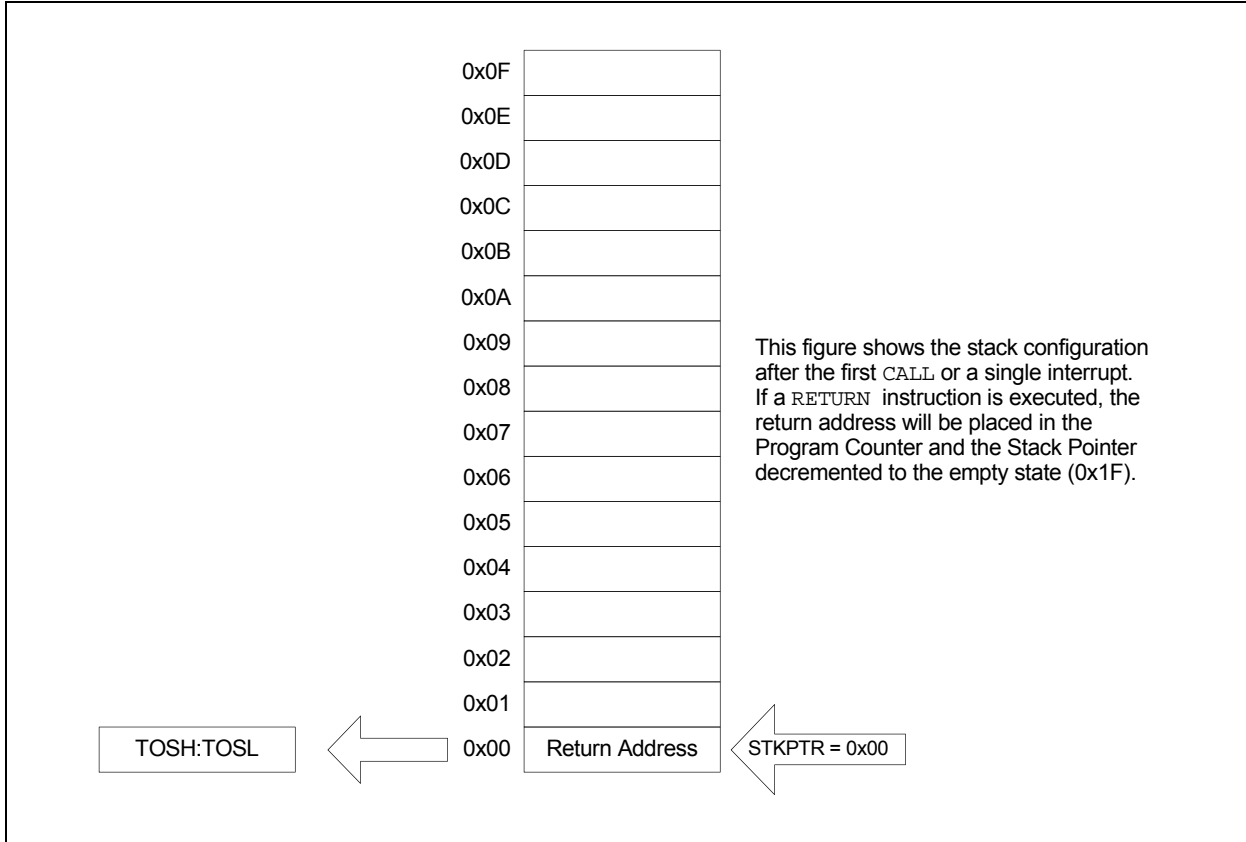 0x0F
0x0E
0x0D
0x0C
0x0B
0x0A
0x09
0x08
0x07
0x06
0x05
0x04
0x03
0x02
0x01
TOSH:TOSL 0x00 Return Address STKPTR = 0x00
This figure shows the stack configuration
after the first CALL or a single interrupt.
If a RETURN instruction is executed, the
return address will be placed in the
Program Counter and the Stack Pointer
decremented to the empty state (0x1F).